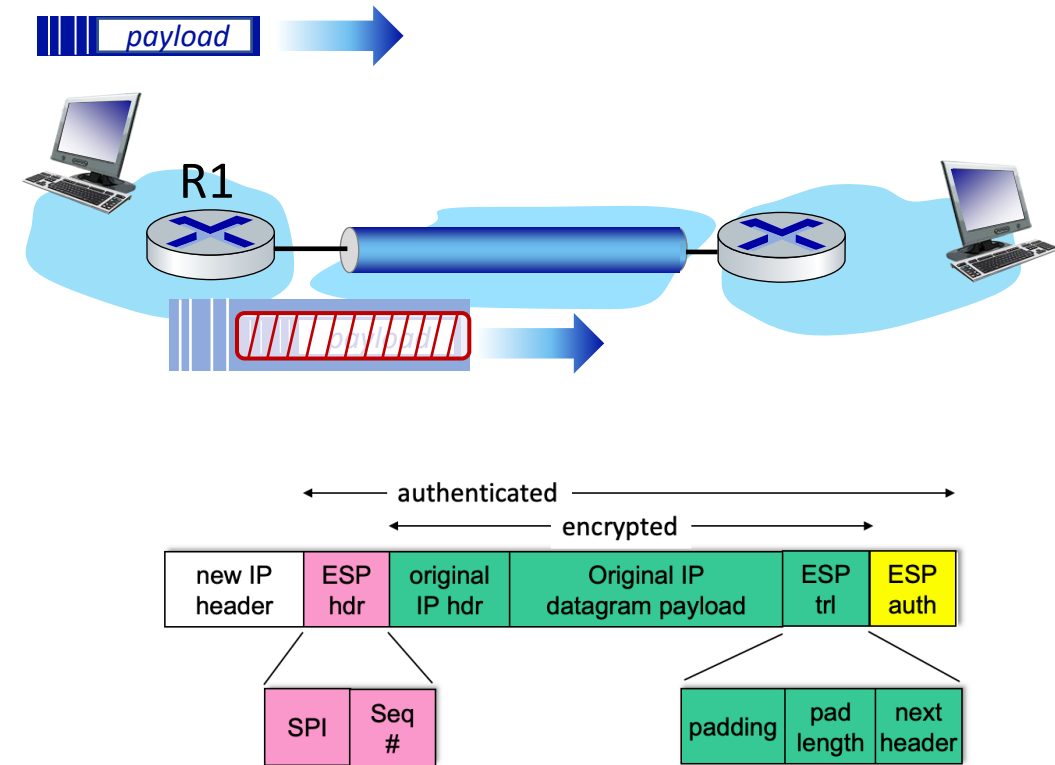 payload
R1
payload
authenticated
encrypted
new IP
header
ESP
hdr
original
IP hdr
Original IP
datagram payload
ESP
trl
ESP
auth
SPI
Seq
#
padding
pad
length
next
header